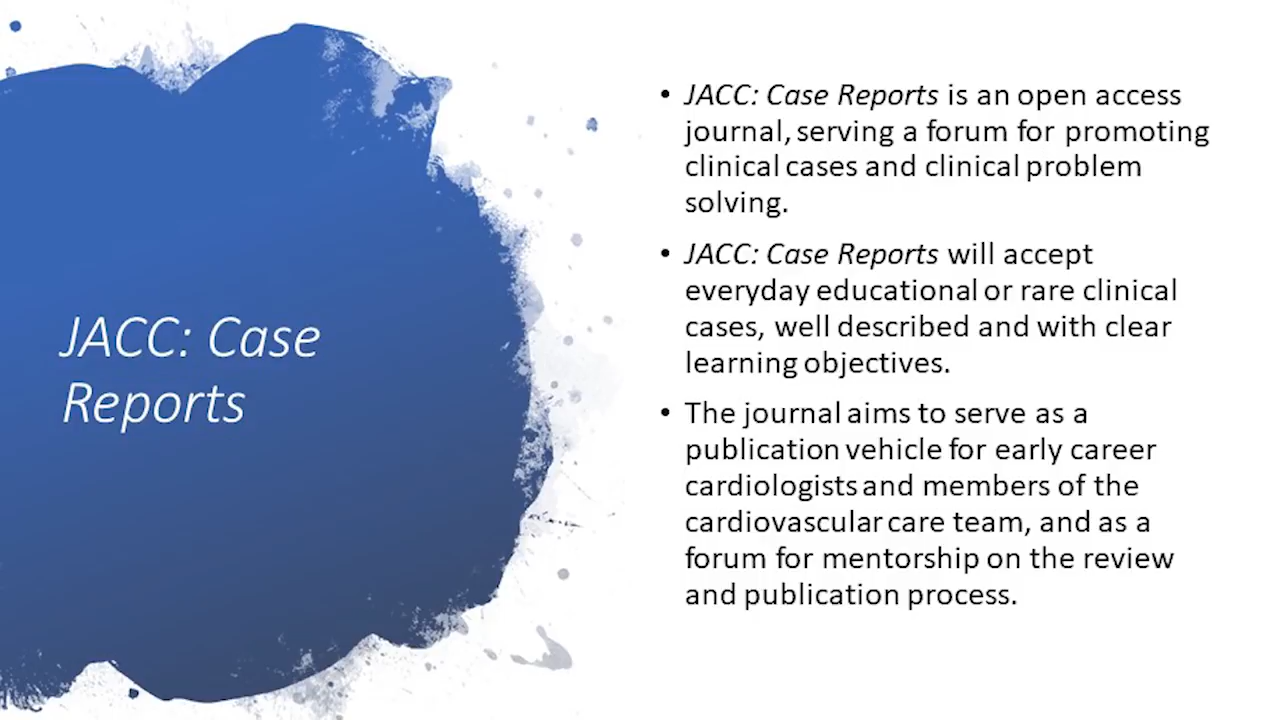 JACC: Case
Reports
• JACC: Case Reports is an open access
journal, serving a forum for promoting
clinical cases and clinical problem
solving.
• JACC: Case Reports will accept
everyday educational or rare clinical
cases, well described and with clear
learning objectives.
• The journal aims to serve as a
publication vehicle for early career
cardiologists and members of the
cardiovascular care team, and as a
forum for mentorship on the review
and publication process.